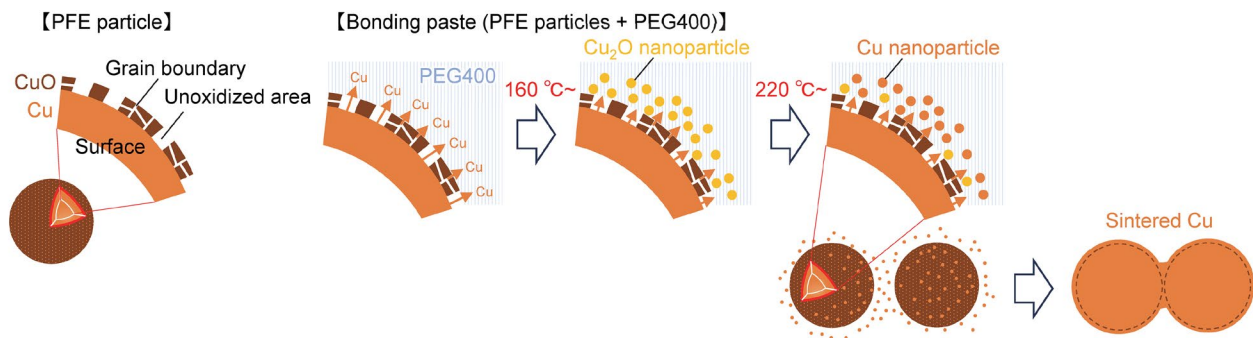 【PFE particle】
CuO
Cu
Grain boundary
Unoxidized area
Surface
【Bonding paste (PFE particles + PEG400)】
Cu
Cu
Cu
Cu
Cu
Cu
Cu
PEG400
160 ℃~
Cu₂O nanoparticle
220 ℃~
Cu nanoparticle
Sintered Cu